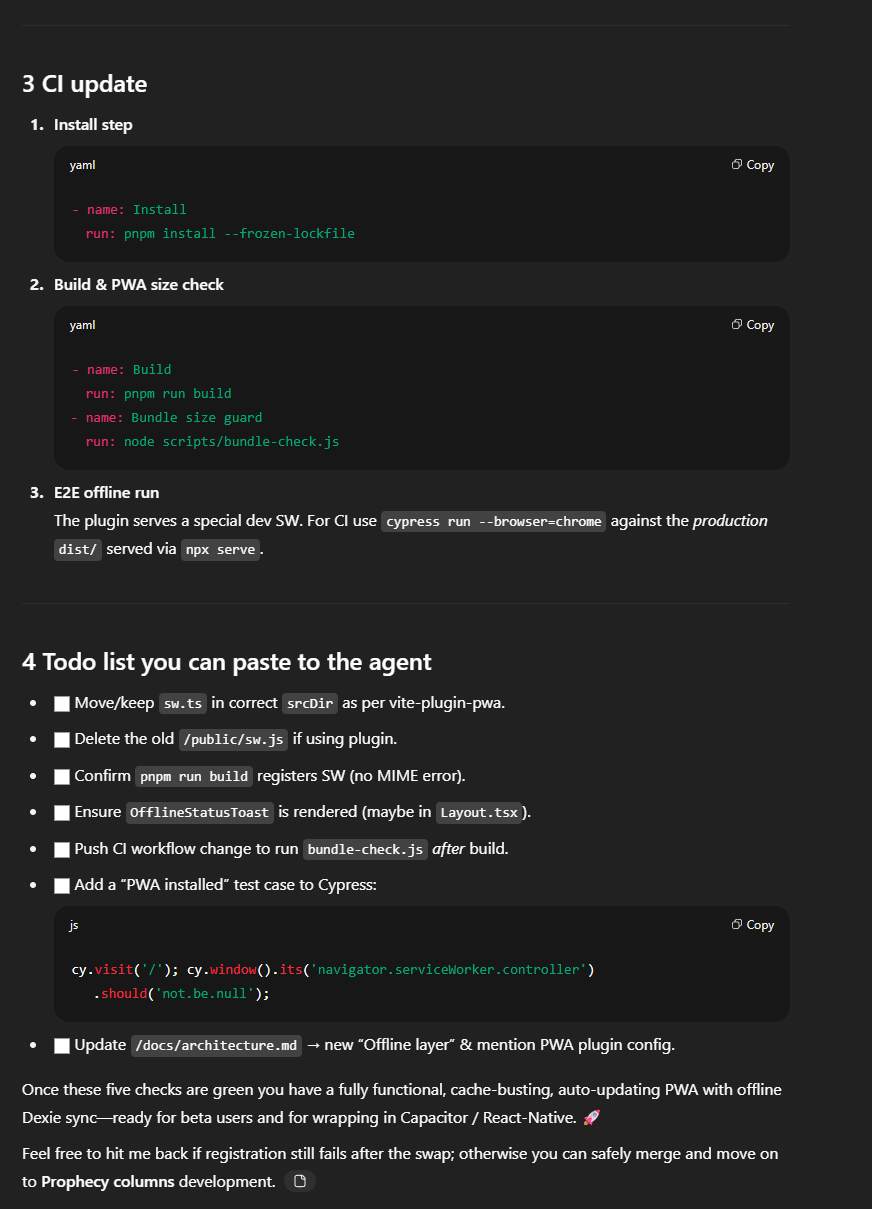 3 CI update
1. Install step
yaml
Copy
- name: Install
run: pnpm install --frozen-lockfile
2. Build & PWA size check
yaml
Copy
- name: Build
run: pnpm run build
- name: Bundle size guard
run: node scripts/bundle-check.js
3. E2E offline run
The plugin serves a special dev SW. For CI use cypress run --browser=chrome against the production
dist/ served via npx serve.
4 Todo list you can paste to the agent
• Move/keep sw.ts in correct srcDir as per vite-plugin-pwa.
• Delete the old /public/sw.js if using plugin.
• Confirm pnpm run build registers SW (no MIME error).
• Ensure OfflineStatusToast is rendered (maybe in Layout.tsx).
• Push CI workflow change to run bundle-check.js after build.
• Add a “PWA installed” test case to Cypress:
js
Copy
cy.visit('/'); cy.window().its('navigator.serviceWorker.controller')
.should('not.be.null');
• Update /docs/architecture.md → new “Offline layer” & mention PWA plugin config.
Once these five checks are green you have a fully functional, cache-busting, auto-updating PWA with offline
Dexie sync—ready for beta users and for wrapping in Capacitor / React-Native. 🚀
Feel free to hit me back if registration still fails after the swap; otherwise you can safely merge and move on
to Prophecy columns development.